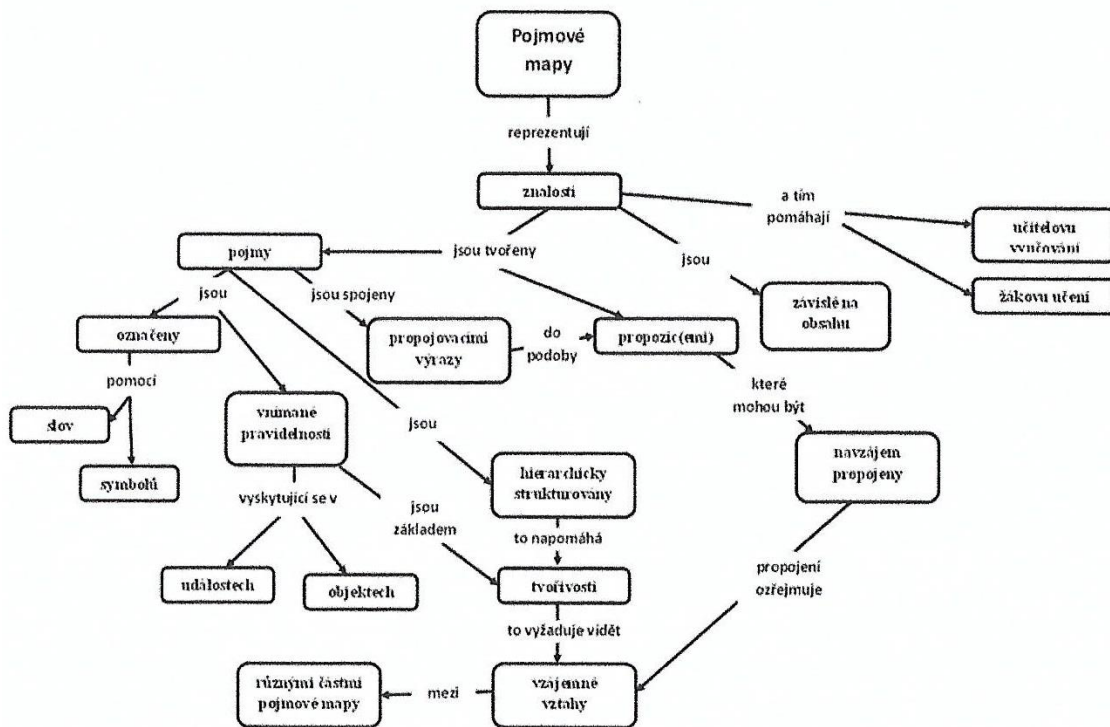 Pojmové
mapy
reprezentují
znalosti
a tím
pomáhají
učitelovu
vyučování
žákovu učení
pojmy
jsou tvořeny
jsou
závislé na
obsahu
jsou
jsou spojeny
označeny
propojovacími
výrazy
do
podoby
propozic(emi)
které
mohou být
pomocí
slov
symbolů
vnímané
pravidelnosti
jsou
navzájem
propojeny
hierarchicky
strukturovány
vyskytující se v
jsou
základem
to napomáhá
událostech
objektech
tvořivosti
propojení
ozřejmuje
to vyžaduje vidět
různými částmi
pojmové mapy
mezi
vzájemné
vztahy